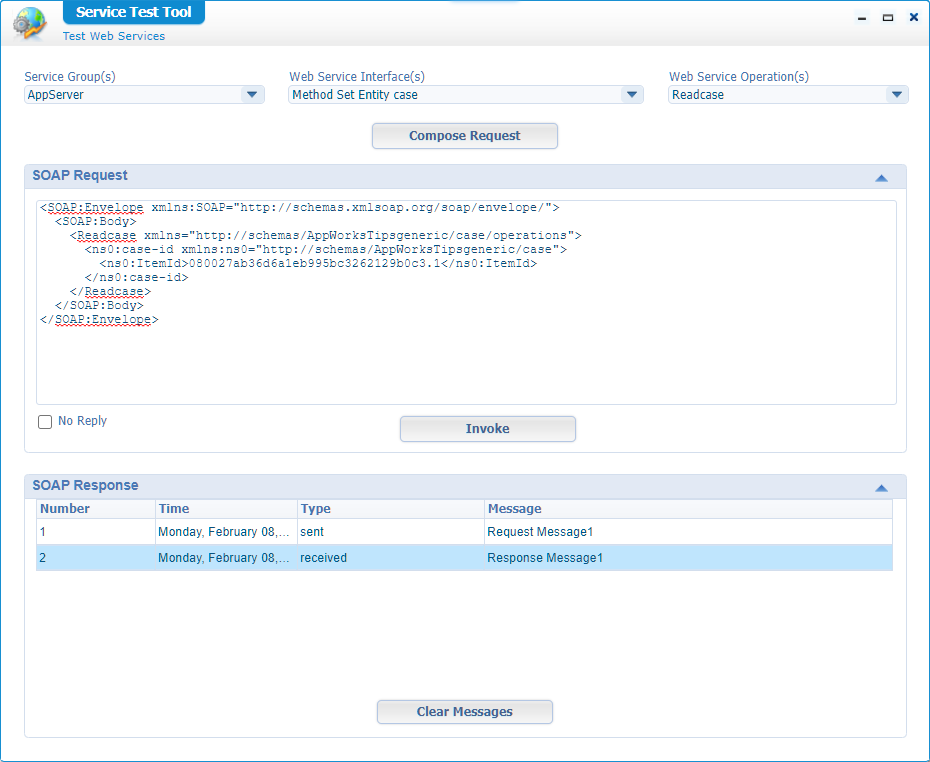 Service Test Tool
Test Web Services
Service Group(s) Web Service Interface(s) Web Service Operation(s)
AppServer Method Set Entity case Readcase
Compose Request
SOAP Request
<SOAP:Envelope xmlns:SOAP="http://schemas.xmlsoap.org/soap/envelope/">
  <SOAP:Body>
    <Readcase xmlns="http://schemas/AppWorksTipsgeneric/case/operations">
      <ns0:case-id xmlns:ns0="http://schemas/AppWorksTipsgeneric/case">
        <ns0:ItemId>080027ab36d6a1eb995bc3262129b0c3.1</ns0:ItemId>
      </ns0:case-id>
    </Readcase>
  </SOAP:Body>
</SOAP:Envelope>
No Reply
Invoke
SOAP Response
Number Time Type Message
1 Monday, February 08,... sent Request Message1
2 Monday, February 08,... received Response Message1
Clear Messages